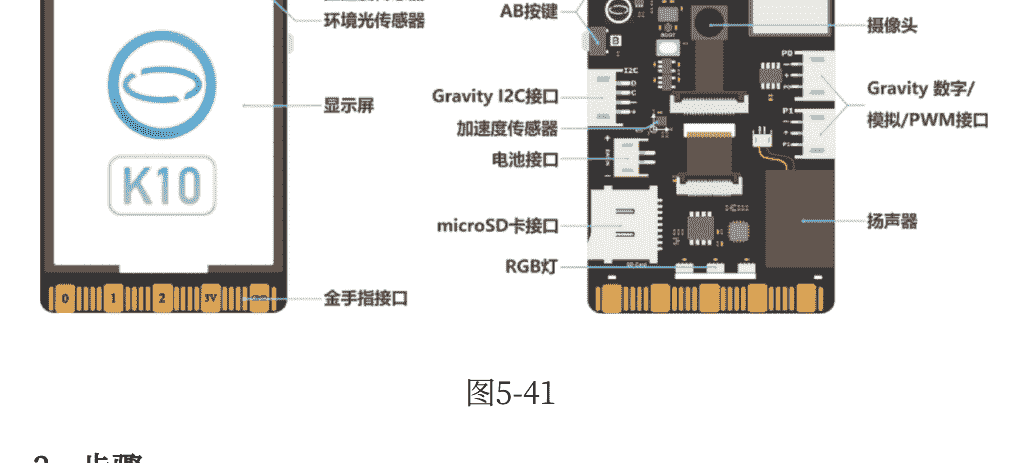 环境光传感器
显示屏
K10
0 1 2 3V
金手指接口
AB按键
B
BOOT
I2C
D
C
+
-
Gravity I2C接口
加速度传感器
电池接口
microSD卡接口
RGB灯
摄像头
P0
P1
Gravity 数字/
模拟/PWM接口
扬声器
图5-41